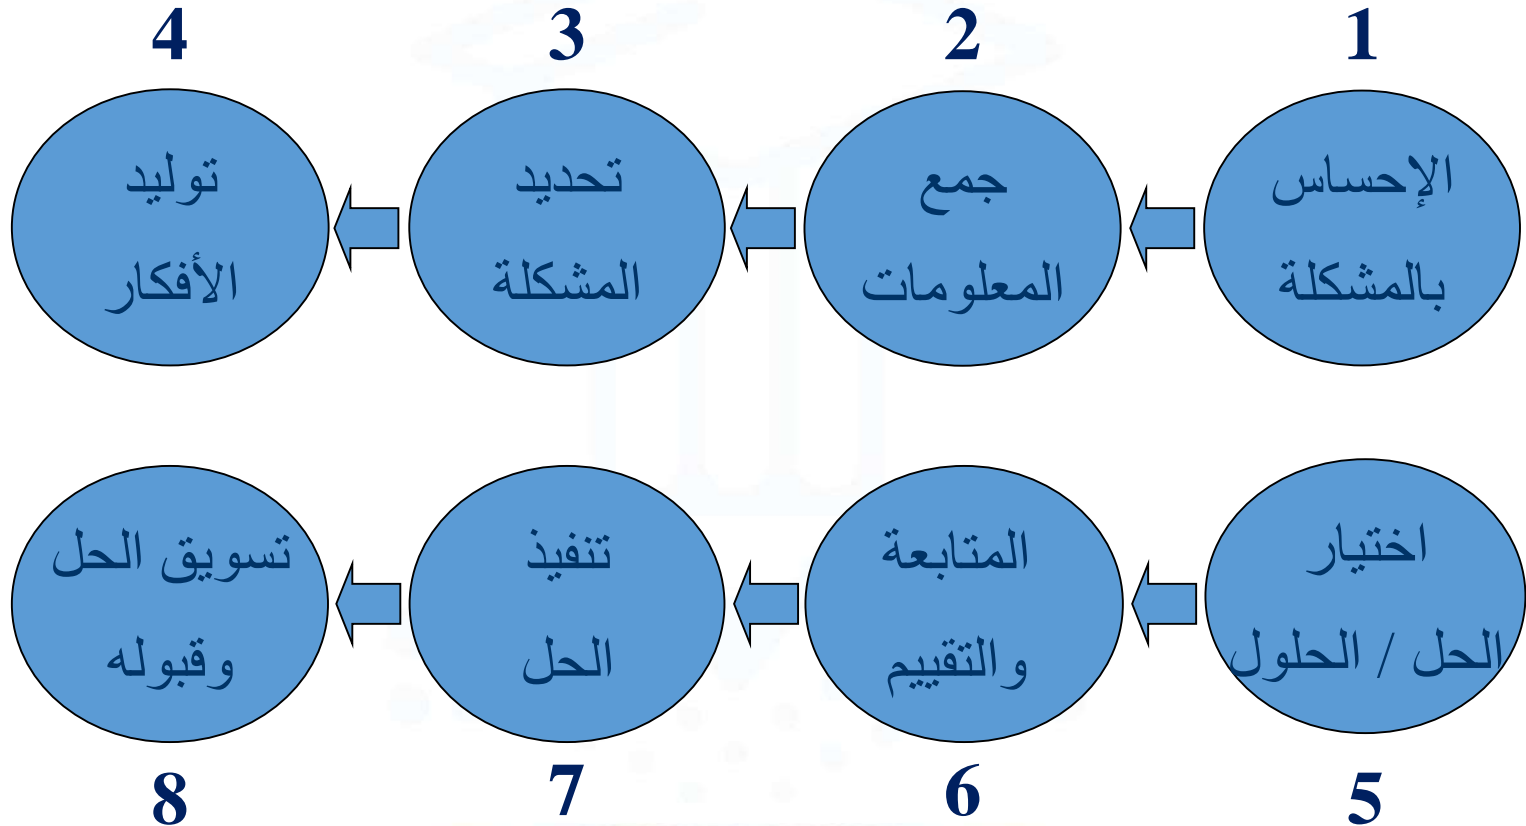 1
2
3
4
الإحساس
بالمشكلة
جمع
المعلومات
تحديد
المشكلة
توليد
الأفكار
اختيار
الحل / الحلول
المتابعة
والتقييم
تنفيذ
الحل
تسويق الحل
وقبوله
5
6
7
8